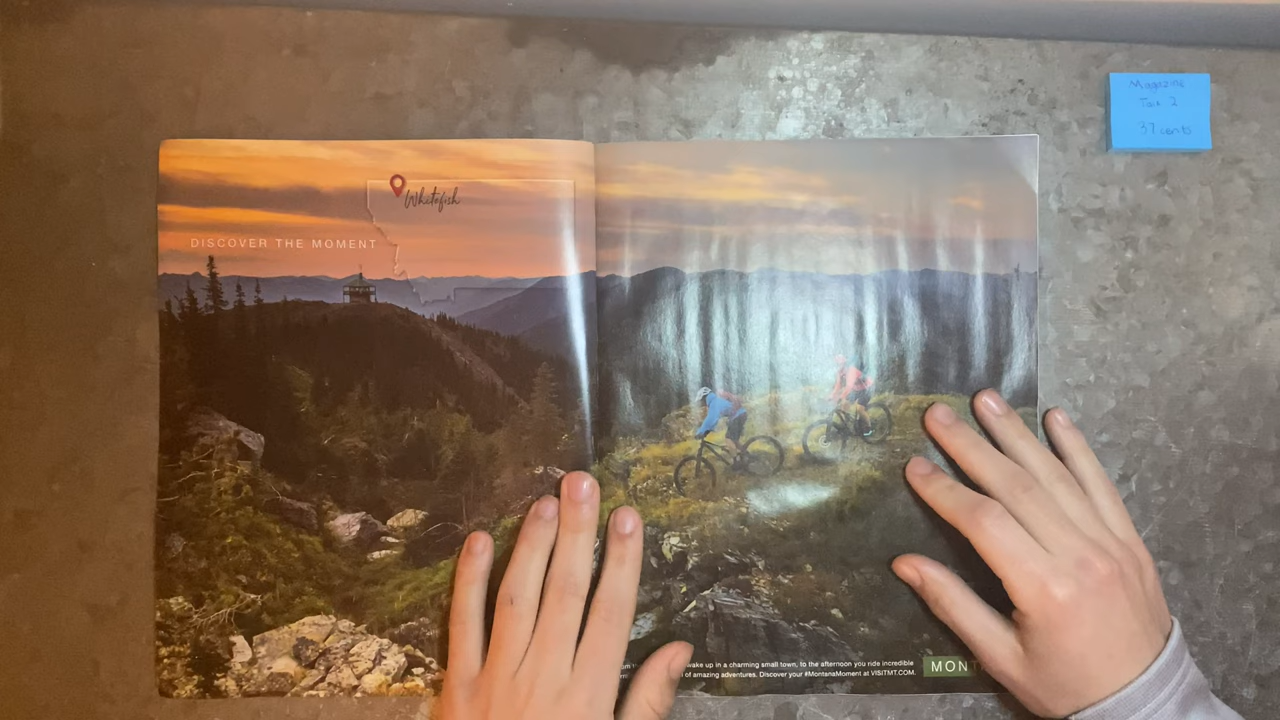 Magazine
Task 2
37 cents
Whitefish
DISCOVER THE MOMENT
wake up in a charming small town, to the afternoon you ride incredible
of amazing adventures. Discover your #MontanaMoment at VISITMT.COM.
MONT